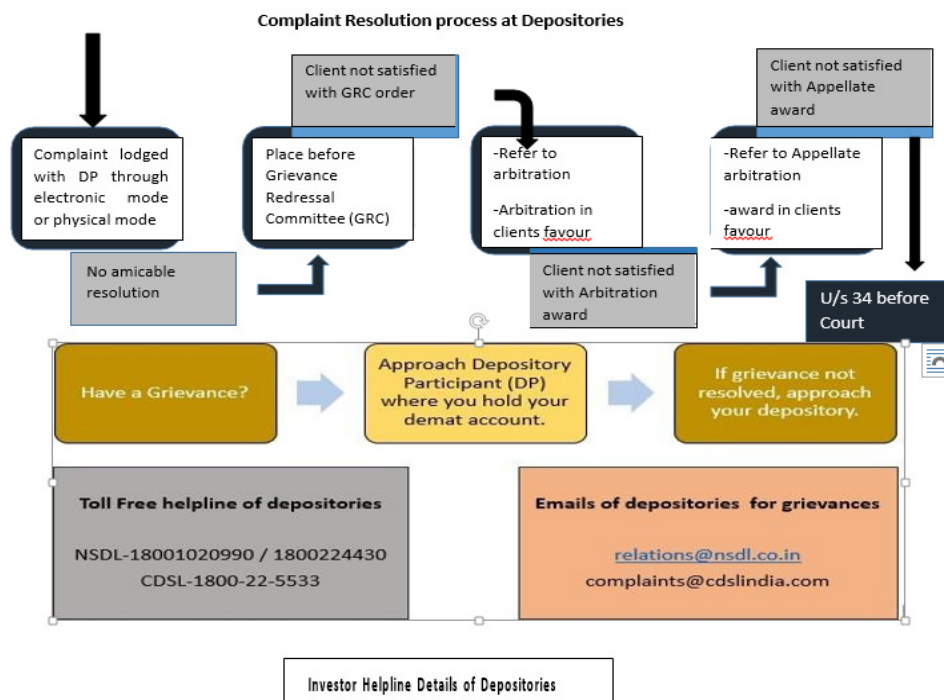 Complaint Resolution process at Depositories
Client not satisfied
with GRC order
Client not satisfied
with Appellate
award
Complaint lodged
with DP through
electronic mode
or physical mode
Place before
Grievance
Redressal
Committee (GRC)
-Refer to
arbitration
-Arbitration in
clients favour
-Refer to Appellate
arbitration
-award in clients
favour
No amicable
resolution
Client not satisfied
with Arbitration
award
U/s 34 before
Court
Have a Grievance?
Approach Depository
Participant (DP)
where you hold your
demat account.
If grievance not
resolved, approach
your depository.
Toll Free helpline of depositories
NSDL-18001020990 / 1800224430
CDSL-1800-22-5533
Emails of depositories for grievances
relations@nsdl.co.in
complaints@cdslindia.com
Investor Helpline Details of Depositories